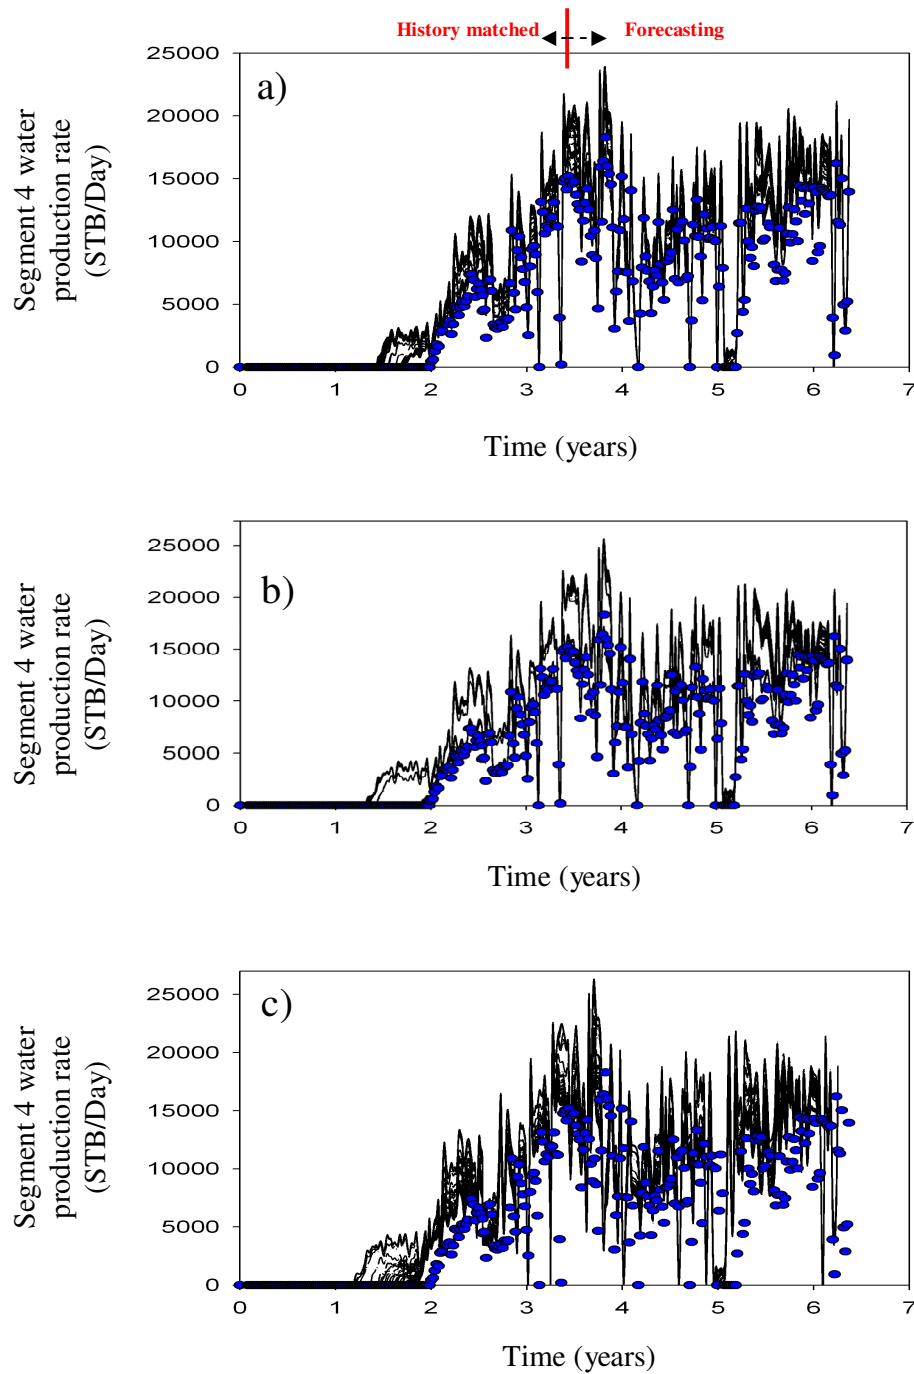 History matched
Forecasting
a)
Segment 4 water
production rate
(STB/Day)
25000
20000
15000
10000
5000
0
0 1 2 3 4 5 6 7
Time (years)
b)
Segment 4 water
production rate
(STB/Day)
25000
20000
15000
10000
5000
0
0 1 2 3 4 5 6 7
Time (years)
c)
Segment 4 water
production rate
(STB/Day)
25000
20000
15000
10000
5000
0
0 1 2 3 4 5 6 7
Time (years)